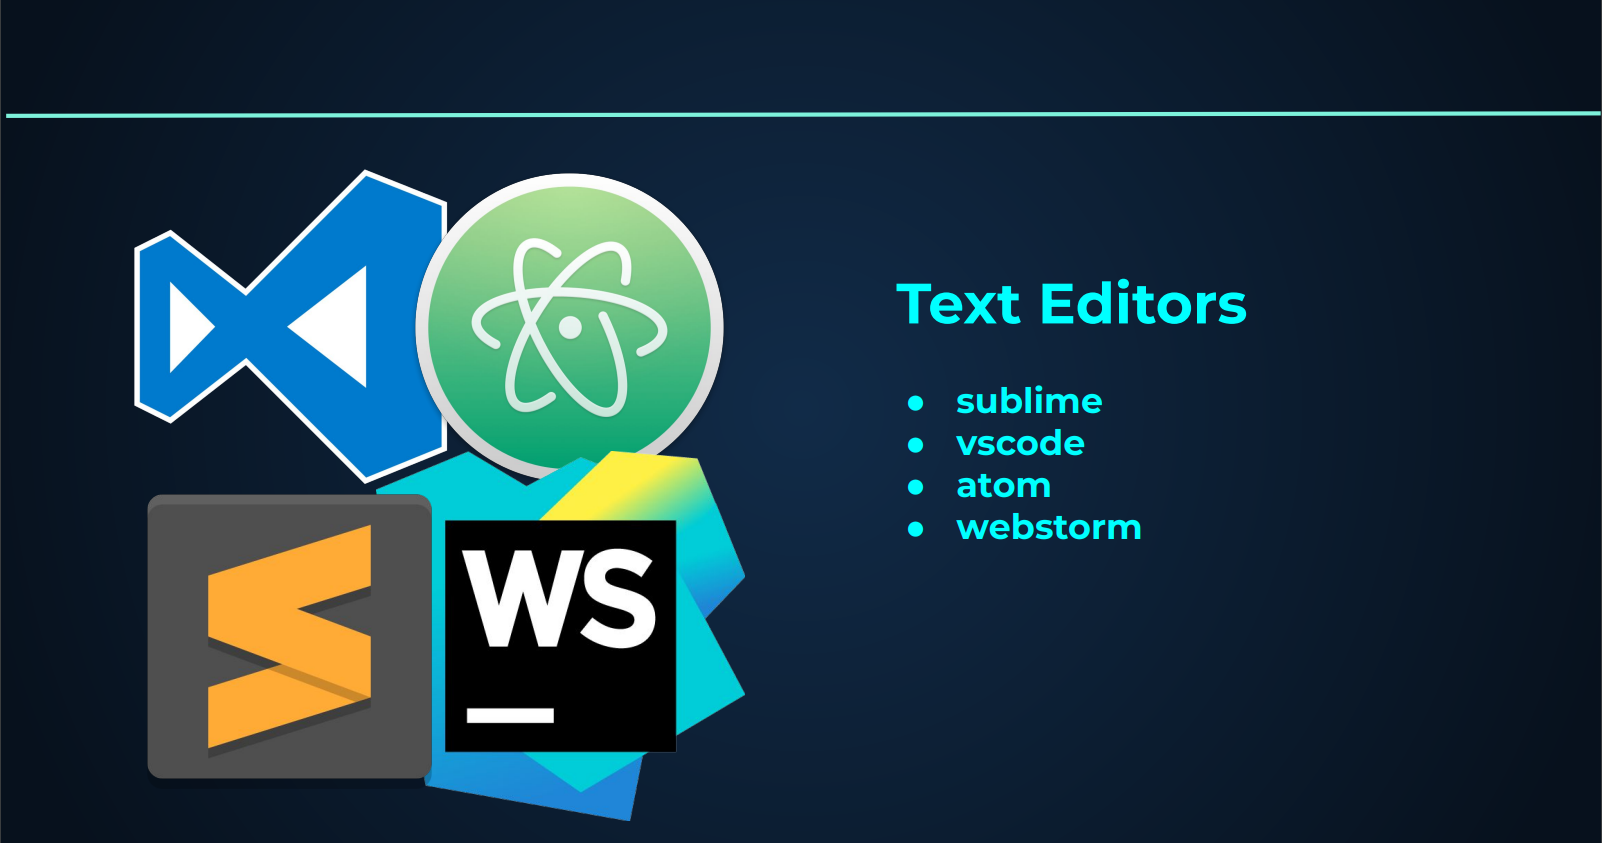 WS
Text Editors
● sublime
● vscode
● atom
● webstorm